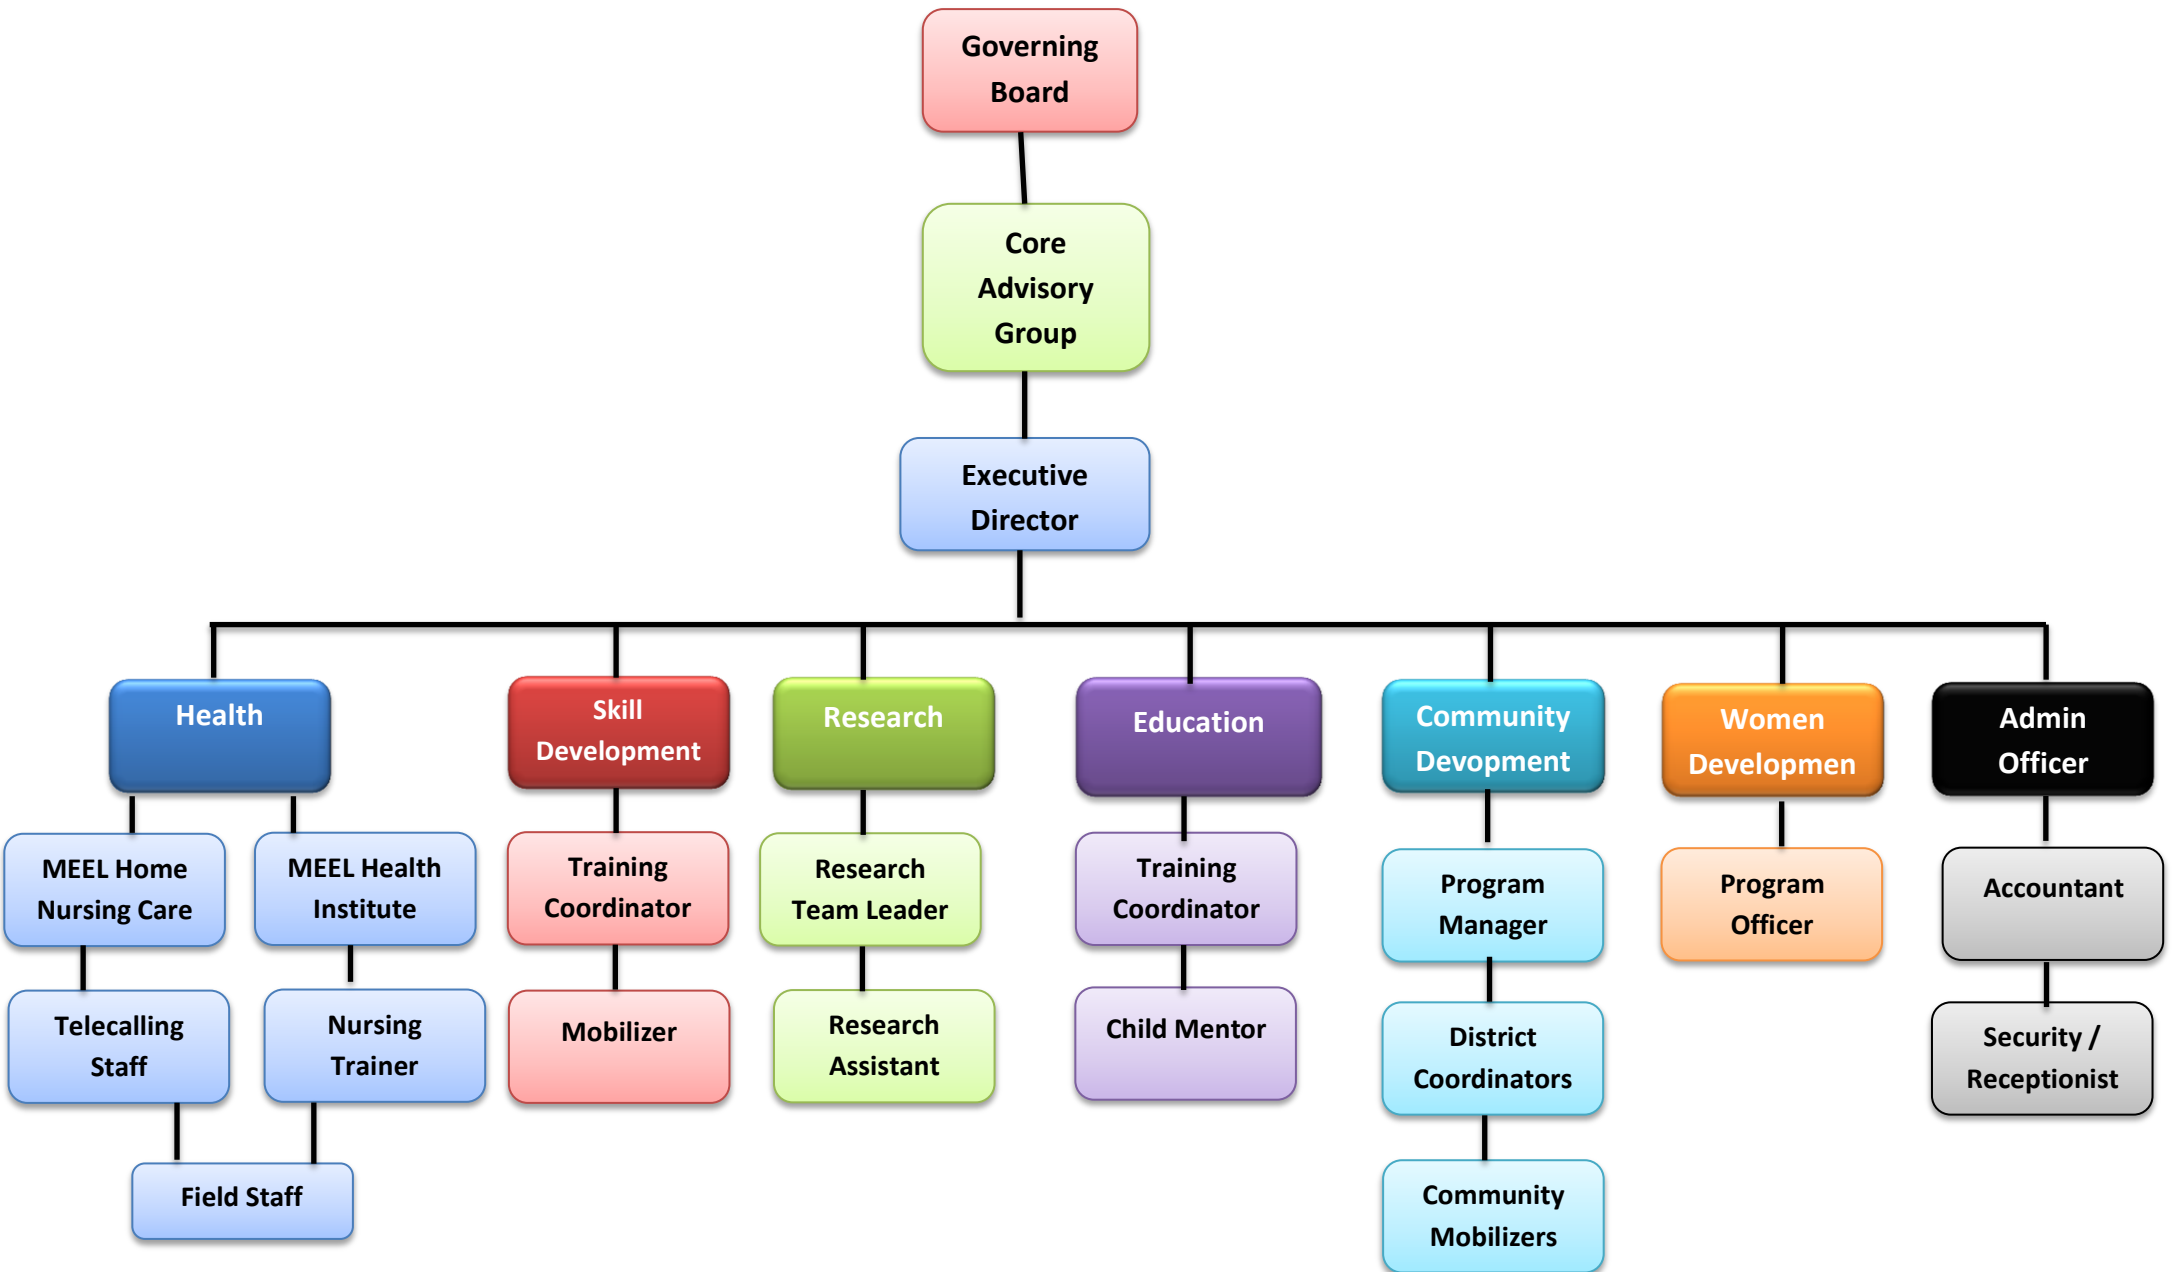 Governing
Board
Core
Advisory
Group
Executive
Director
Health
Skill
Development
Research
Education
Community
Devopment
Women
Developmen
Admin
Officer
MEEL Home
Nursing Care
MEEL Health
Institute
Training
Coordinator
Research
Team Leader
Training
Coordinator
Program
Manager
Program
Officer
Accountant
Telecalling
Staff
Nursing
Trainer
Mobilizer
Research
Assistant
Child Mentor
District
Coordinators
Security /
Receptionist
Field Staff
Community
Mobilizers